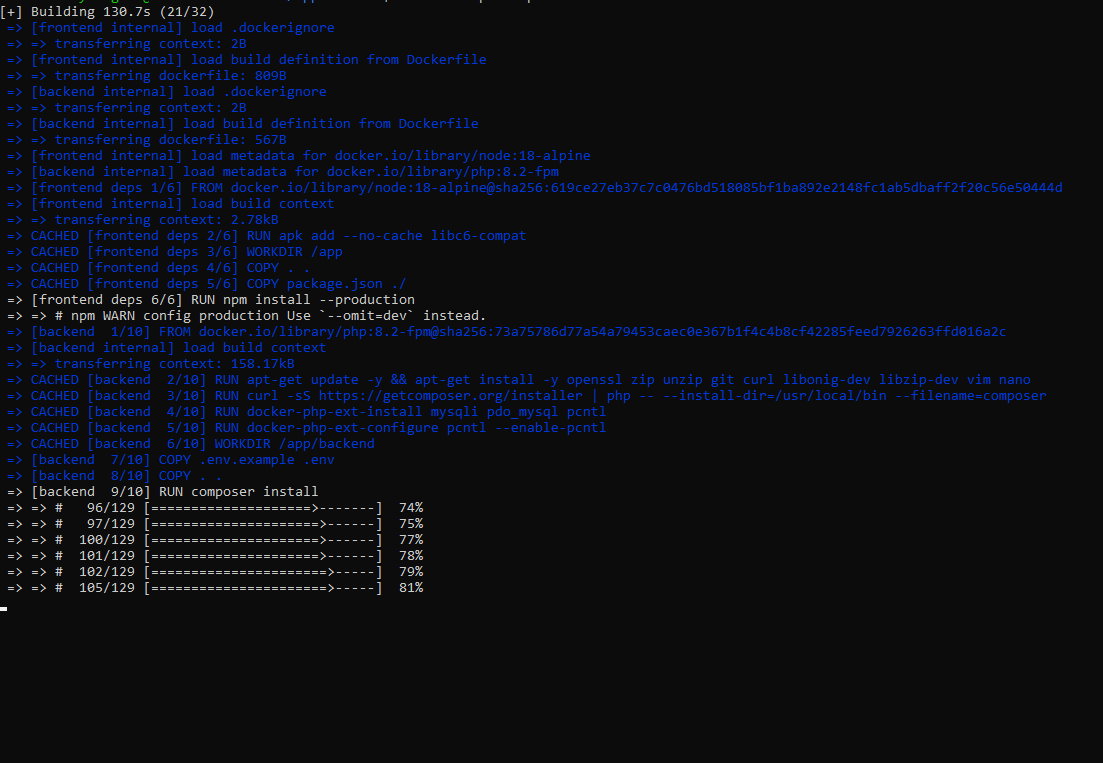 [+] Building 130.7s (21/32)
=> [frontend internal] load .dockerignore
=> => transferring context: 2B
=> [frontend internal] load build definition from Dockerfile
=> => transferring dockerfile: 809B
=> [backend internal] load .dockerignore
=> => transferring context: 2B
=> [backend internal] load build definition from Dockerfile
=> => transferring dockerfile: 567B
=> [frontend internal] load metadata for docker.io/library/node:18-alpine
=> [backend internal] load metadata for docker.io/library/php:8.2-fpm
=> [frontend deps 1/6] FROM docker.io/library/node:18-alpine@sha256:619ce27eb37c7c0476bd518085bf1ba892e2148fc1ab5dbaff2f20c56e50444d
=> [frontend internal] load build context
=> => transferring context: 2.78kB
=> CACHED [frontend deps 2/6] RUN apk add --no-cache libc6-compat
=> CACHED [frontend deps 3/6] WORKDIR /app
=> CACHED [frontend deps 4/6] COPY . .
=> CACHED [frontend deps 5/6] COPY package.json ./
=> [frontend deps 6/6] RUN npm install --production
=> => # npm WARN config production Use `--omit=dev` instead.
=> [backend  1/10] FROM docker.io/library/php:8.2-fpm@sha256:73a75786d77a54a79453caec0e367b1f4c4b8cf42285feed7926263ffd016a2c
=> [backend internal] load build context
=> => transferring context: 158.17kB
=> CACHED [backend  2/10] RUN apt-get update -y && apt-get install -y openssl zip unzip git curl libonig-dev libzip-dev vim nano
=> CACHED [backend  3/10] RUN curl -sS https://getcomposer.org/installer | php -- --install-dir=/usr/local/bin --filename=composer
=> CACHED [backend  4/10] RUN docker-php-ext-install mysqli pdo_mysql pcntl
=> CACHED [backend  5/10] RUN docker-php-ext-configure pcntl --enable-pcntl
=> CACHED [backend  6/10] WORKDIR /app/backend
=> [backend  7/10] COPY .env.example .env
=> [backend  8/10] COPY . .
=> [backend  9/10] RUN composer install
=> => #   96/129 [====================>-------]  74%
=> => #   97/129 [=====================>------]  75%
=> => #  100/129 [=====================>------]  77%
=> => #  101/129 [=====================>------]  78%
=> => #  102/129 [======================>-----]  79%
=> => #  105/129 [======================>-----]  81%